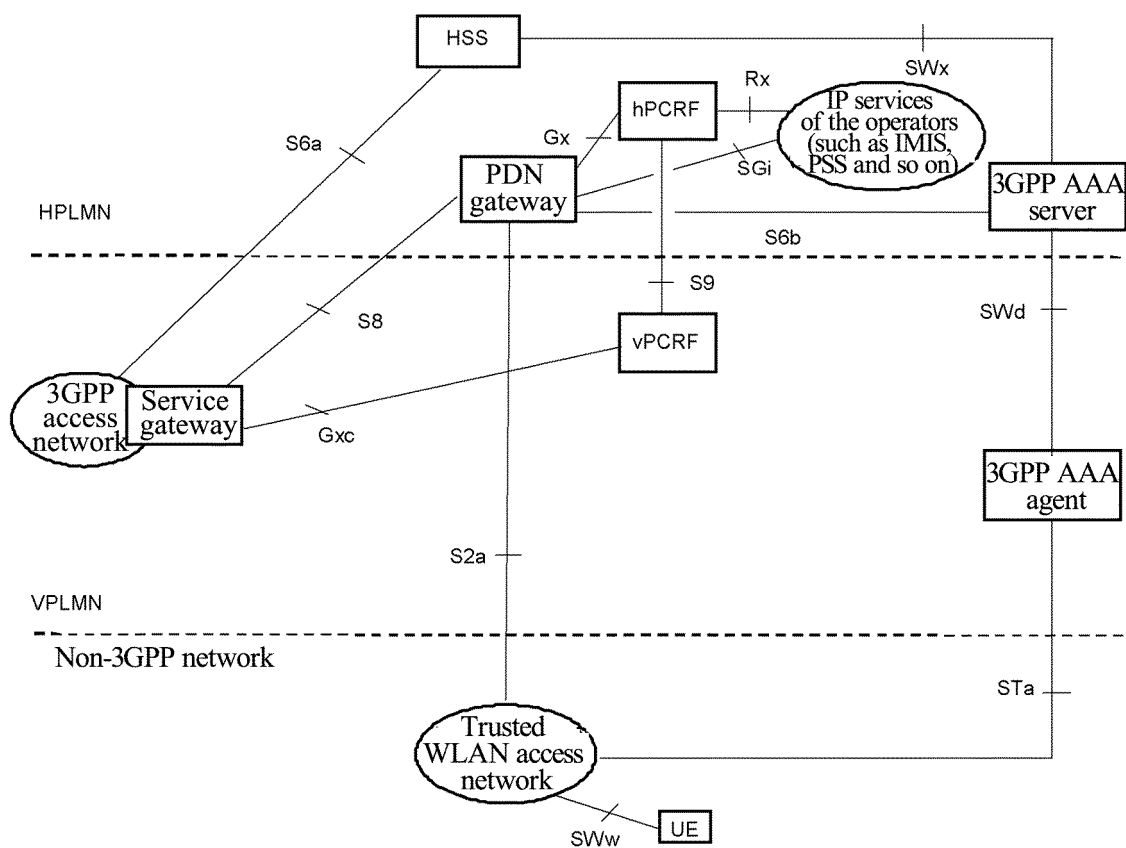 HSS
SWx
Rx
hPCRF
IP services
of the operators
(such as IMIS,
PSS and so on)
Gx
S6a
SGi
PDN
gateway
3GPP AAA
server
HPLMN
S6b
S9
S8
SWd
vPCRF
3GPP
access
network
Service
gateway
Gxc
3GPP AAA
agent
S2a
VPLMN
Non-3GPP network
STa
Trusted
WLAN access
network
SWw
UE